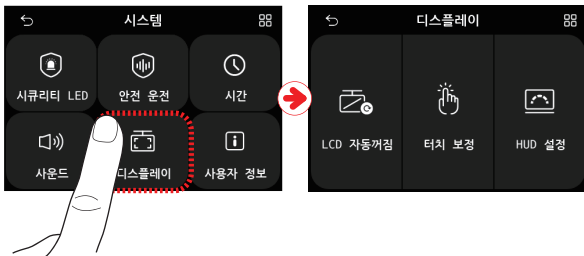 시스템
시큐리티 LED
안전 운전
시간
사운드
디스플레이
사용자 정보
디스플레이
LCD 자동꺼짐
터치 보정
HUD 설정